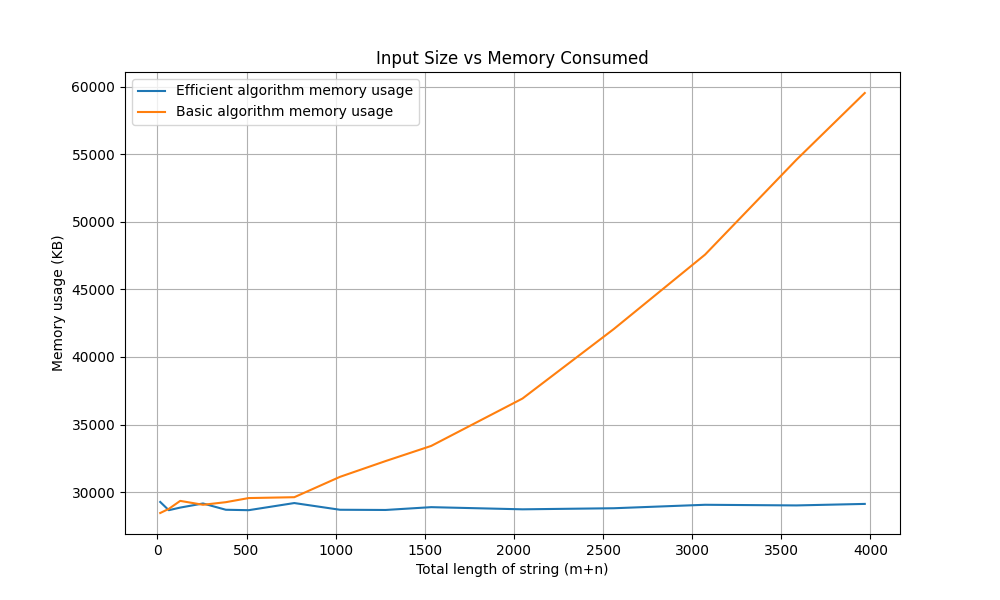 Input Size vs Memory Consumed
Efficient algorithm memory usage
Basic algorithm memory usage
60000
55000
50000
45000
40000
35000
30000
Memory usage (KB)
0 500 1000 1500 2000 2500 3000 3500 4000
Total length of string (m+n)